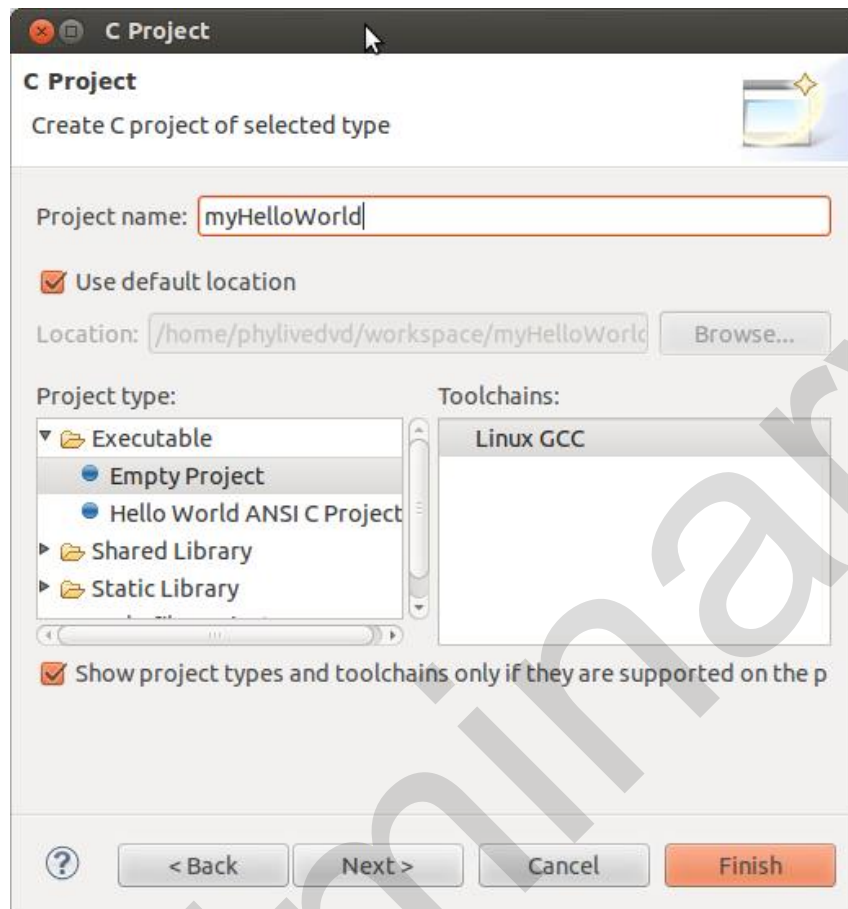 C Project
C Project
Create C project of selected type
Project name: myHelloWorld
Use default location
Location: /home/phylivedvd/workspace/myHelloWorld Browse...
Project type: Toolchains:
Executable Linux GCC
Empty Project
Hello World ANSI C Project
Shared Library
Static Library
Show project types and toolchains only if they are supported on the p
? < Back Next > Cancel Finish
minar